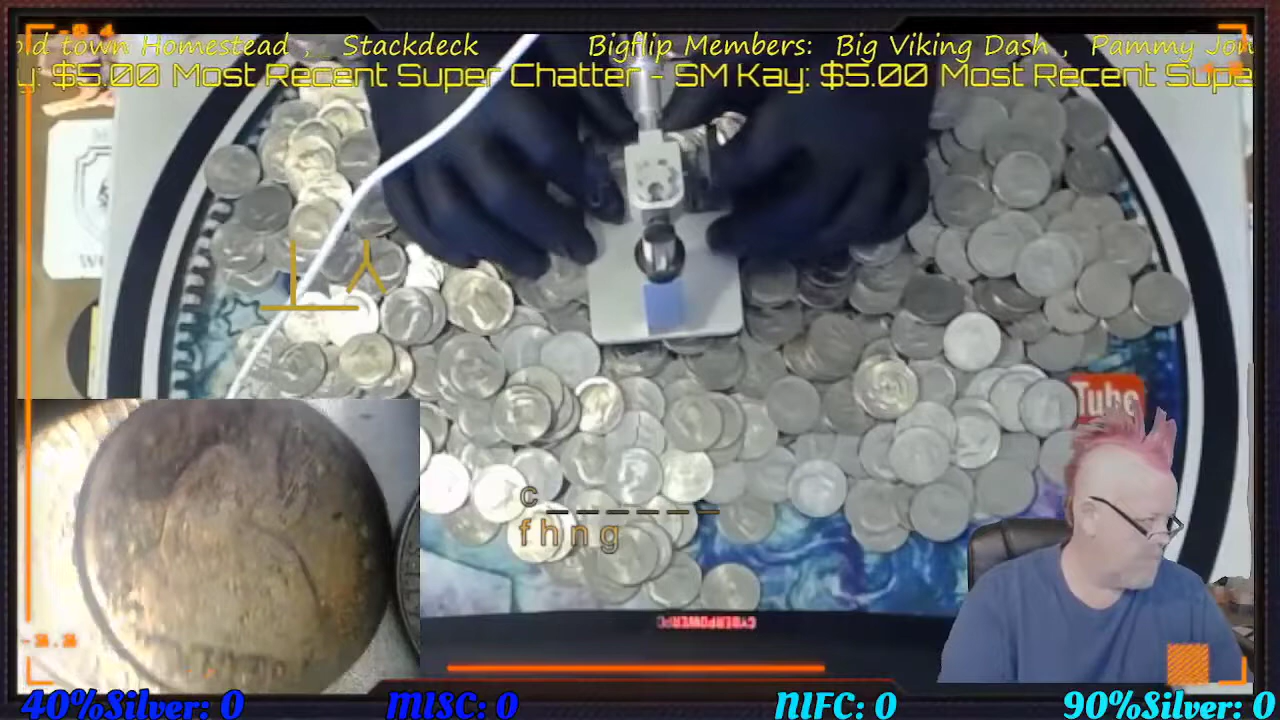 old town Homestead , Stackdeck Bigflip Members: Big Viking Dash , Pammy Jon
y: $5.00 Most Recent Super Chatter - SM Kay: $5.00 Most Recent Supe
Tube
c _ _ _ _ _ _
f h n g
CYBERPOWERPC
40%Silver: 0 MISC: 0 NIFC: 0 90%Silver: 0